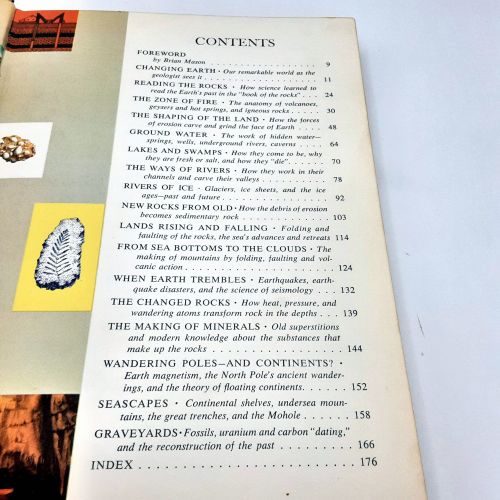 CONTENTS
FOREWORD
by Brian Mason . . . . . . . . . . . . . . . . . . 9
CHANGING EARTH · Our remarkable world as the
geologist sees it . . . . . . . . . . . . . . . . . . 11
READING THE ROCKS · How science learned to
read the Earth's past in the "book of the rocks" . . . 24
THE ZONE OF FIRE · The anatomy of volcanoes,
geysers and hot springs, and igneous rocks . . . . 30
THE SHAPING OF THE LAND · How the forces
of erosion carve and grind the face of Earth . . . . 48
GROUND WATER · The work of hidden water—
springs, wells, underground rivers, caverns . . . . 64
LAKES AND SWAMPS · How they come to be, why
they are fresh or salt, and how they "die" . . . . . 70
THE WAYS OF RIVERS · How they work in their
channels and carve their valleys . . . . . . . . 78
RIVERS OF ICE · Glaciers, ice sheets, and the ice
ages—past and future . . . . . . . . . . . . 92
NEW ROCKS FROM OLD · How the debris of erosion
becomes sedimentary rock . . . . . . . . . . . 103
LANDS RISING AND FALLING · Folding and
faulting of the rocks, the sea's advances and retreats 114
FROM SEA BOTTOMS TO THE CLOUDS · The
making of mountains by folding, faulting and vol-
canic action . . . . . . . . . . . . . . . . 124
WHEN EARTH TREMBLES · Earthquakes, earth-
quake disasters, and the science of seismology . . . 132
THE CHANGED ROCKS · How heat, pressure, and
wandering atoms transform rock in the depths . . . 139
THE MAKING OF MINERALS · Old superstitions
and modern knowledge about the substances that
make up the rocks . . . . . . . . . . . . . 144
WANDERING POLES—AND CONTINENTS? ·
Earth magnetism, the North Pole's ancient wander-
ings, and the theory of floating continents. . . . . . 152
SEASCAPES · Continental shelves, undersea moun-
tains, the great trenches, and the Mohole . . . . . 158
GRAVEYARDS · Fossils, uranium and carbon "dating,"
and the reconstruction of the past . . . . . . . . 166
INDEX . . . . . . . . . . . . . . . . . . . . 176